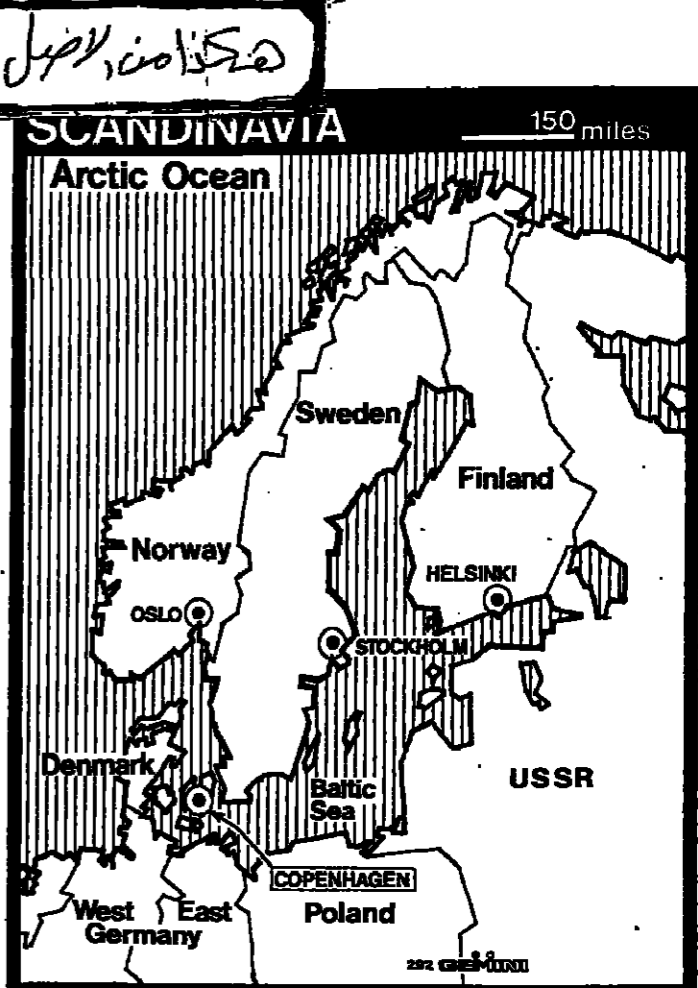 هكذا من الاصل
SCANDINAVIA
150 miles
Arctic Ocean
Sweden
Finland
Norway
HELSINKI
OSLO
STOCKHOLM
Denmark
USSR
Baltic
Sea
COPENHAGEN
West
East
Germany
Poland
292 GEMINI